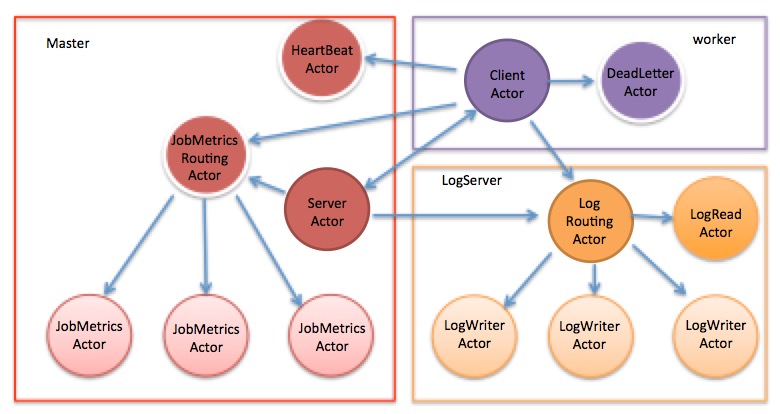 Master
HeartBeat
Actor
JobMetrics
Routing
Actor
Server
Actor
JobMetrics
Actor
JobMetrics
Actor
JobMetrics
Actor
worker
Client
Actor
DeadLetter
Actor
LogServer
Log
Routing
Actor
LogRead
Actor
LogWriter
Actor
LogWriter
Actor
LogWriter
Actor